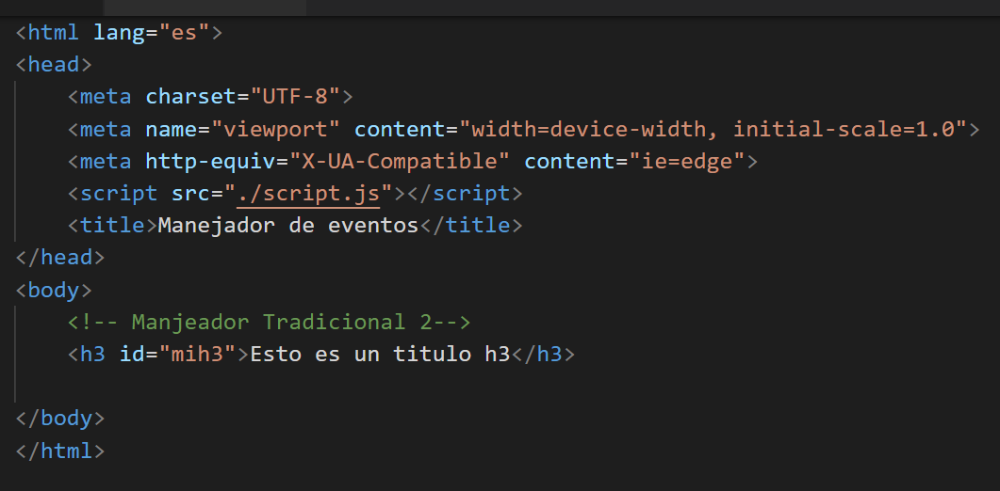 <html lang="es">
<head>
    <meta charset="UTF-8">
    <meta name="viewport" content="width=device-width, initial-scale=1.0">
    <meta http-equiv="X-UA-Compatible" content="ie=edge">
    <script src="./script.js"></script>
    <title>Manejador de eventos</title>
</head>
<body>
    <!-- Manjeador Tradicional 2-->
    <h3 id="mih3">Esto es un titulo h3</h3>
</body>
</html>